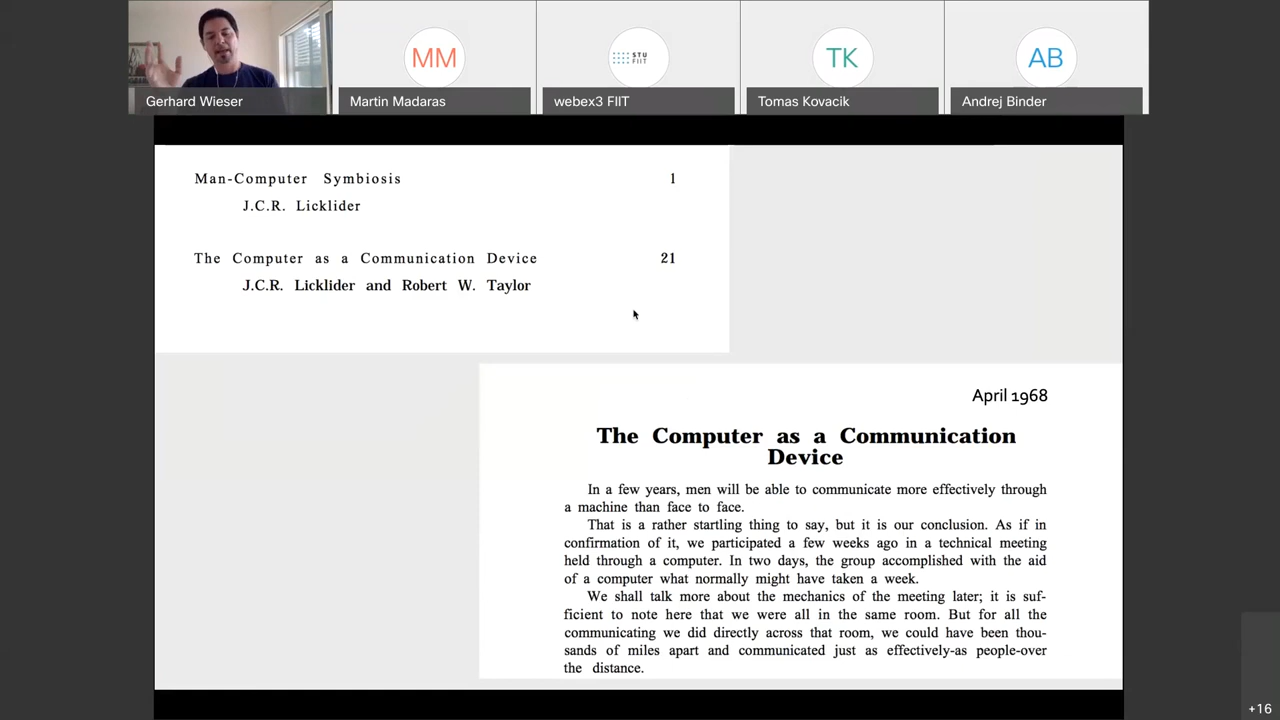 MM
STU
FIIT
TK
AB
Gerhard Wieser
Martin Madaras
webex3 FIIT
Tomas Kovacik
Andrej Binder
Man-Computer Symbiosis 1
J.C.R. Licklider
The Computer as a Communication Device 21
J.C.R. Licklider and Robert W. Taylor
April 1968
The Computer as a Communication
Device
In a few years, men will be able to communicate more effectively through
a machine than face to face.
That is a rather startling thing to say, but it is our conclusion. As if in
confirmation of it, we participated a few weeks ago in a technical meeting
held through a computer. In two days, the group accomplished with the aid
of a computer what normally might have taken a week.
We shall talk more about the mechanics of the meeting later; it is suf-
ficient to note here that we were all in the same room. But for all the
communicating we did directly across that room, we could have been thou-
sands of miles apart and communicated just as effectively-as people-over
the distance.
+16